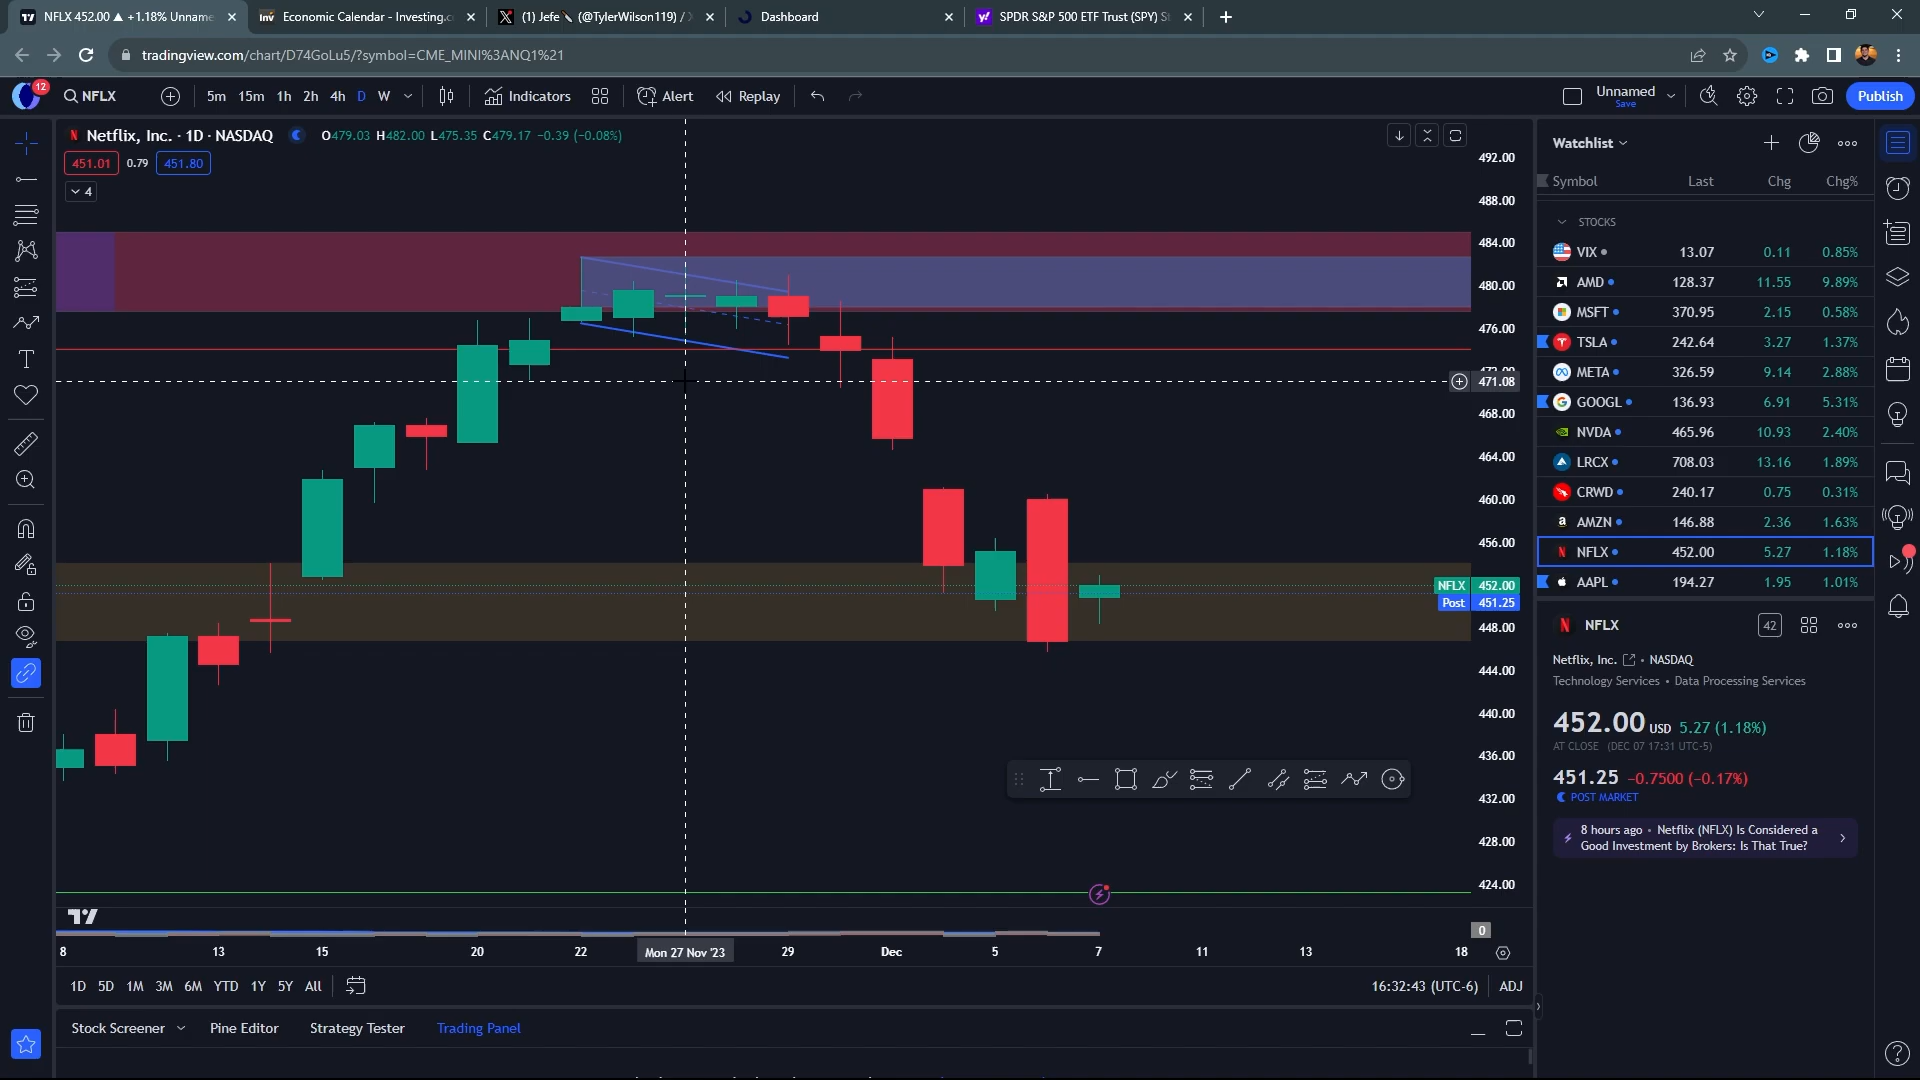 NFLX 452.00 ▲ +1.18% Unname
Economic Calendar - Investing.c
(1) Jefe (@TylerWilson119) /
Dashboard
SPDR S&P 500 ETF Trust (SPY) S
tradingview.com/chart/D74GoLu5/?symbol=CME_MINI%3ANQ1%21
12
NFLX
5m 15m 1h 2h 4h D W
Indicators
Alert
Replay
Unnamed
Save
Publish
Netflix, Inc. · 1D · NASDAQ
O479.03 H482.00 L475.35 C479.17 −0.39 (−0.08%)
451.01 0.79 451.80
4
492.00
488.00
484.00
480.00
476.00
471.08
468.00
464.00
460.00
456.00
NFLX 452.00
Post 451.25
448.00
444.00
440.00
436.00
432.00
428.00
424.00
0
8 13 15 20 22 Mon 27 Nov '23 29 Dec 5 7 11 13 18
1D 5D 1M 3M 6M YTD 1Y 5Y All
16:32:43 (UTC-6) ADJ
Stock Screener
Pine Editor
Strategy Tester
Trading Panel
Watchlist
Symbol Last Chg Chg%
STOCKS
VIX 13.07 0.11 0.85%
AMD 128.37 11.55 9.89%
MSFT 370.95 2.15 0.58%
TSLA 242.64 3.27 1.37%
META 326.59 9.14 2.88%
GOOGL 136.93 6.91 5.31%
NVDA 465.96 10.93 2.40%
LRCX 708.03 13.16 1.89%
CRWD 240.17 0.75 0.31%
AMZN 146.88 2.36 1.63%
NFLX 452.00 5.27 1.18%
AAPL 194.27 1.95 1.01%
NFLX
42
Netflix, Inc. • NASDAQ
Technology Services • Data Processing Services
452.00 USD 5.27 (1.18%)
AT CLOSE (DEC 07 17:31 UTC-5)
451.25 −0.7500 (−0.17%)
POST MARKET
8 hours ago • Netflix (NFLX) Is Considered a
Good Investment by Brokers: Is That True?